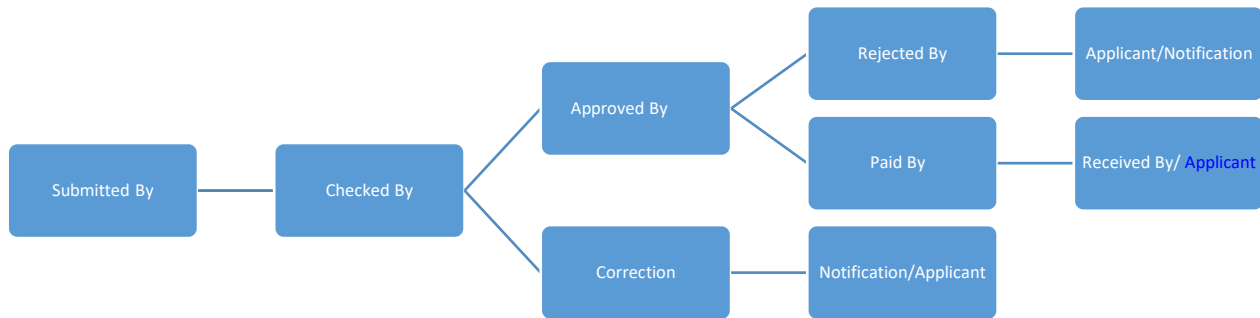 Submitted By
Checked By
Approved By
Correction
Rejected By
Paid By
Notification/Applicant
Applicant/Notification
Received By/ Applicant